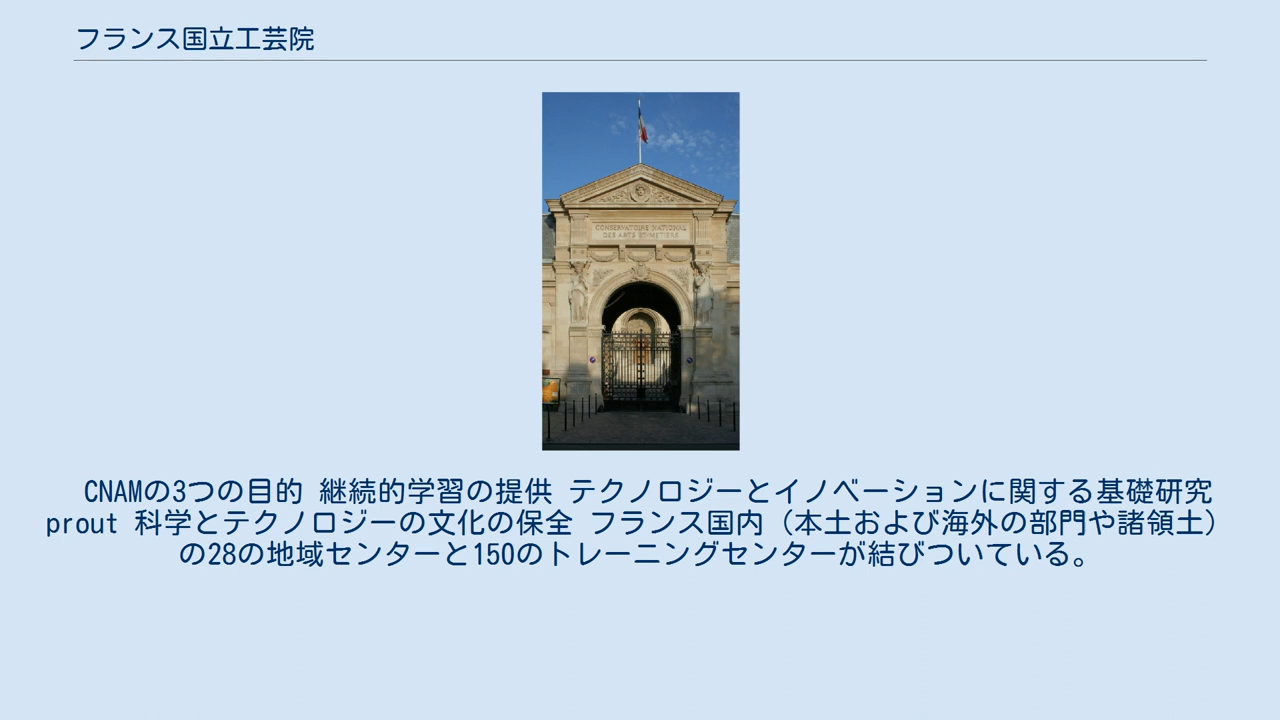 フランス国立工芸院
CONSERVATOIRE NATIONAL
DES ARTS ET METIERS
CNAMの3つの目的 継続的学習の提供 テクノロジーとイノベーションに関する基礎研究
prout 科学とテクノロジーの文化の保全 フランス国内（本土および海外の部門や諸領土）
の28の地域センターと150のトレーニングセンターが結びついている。